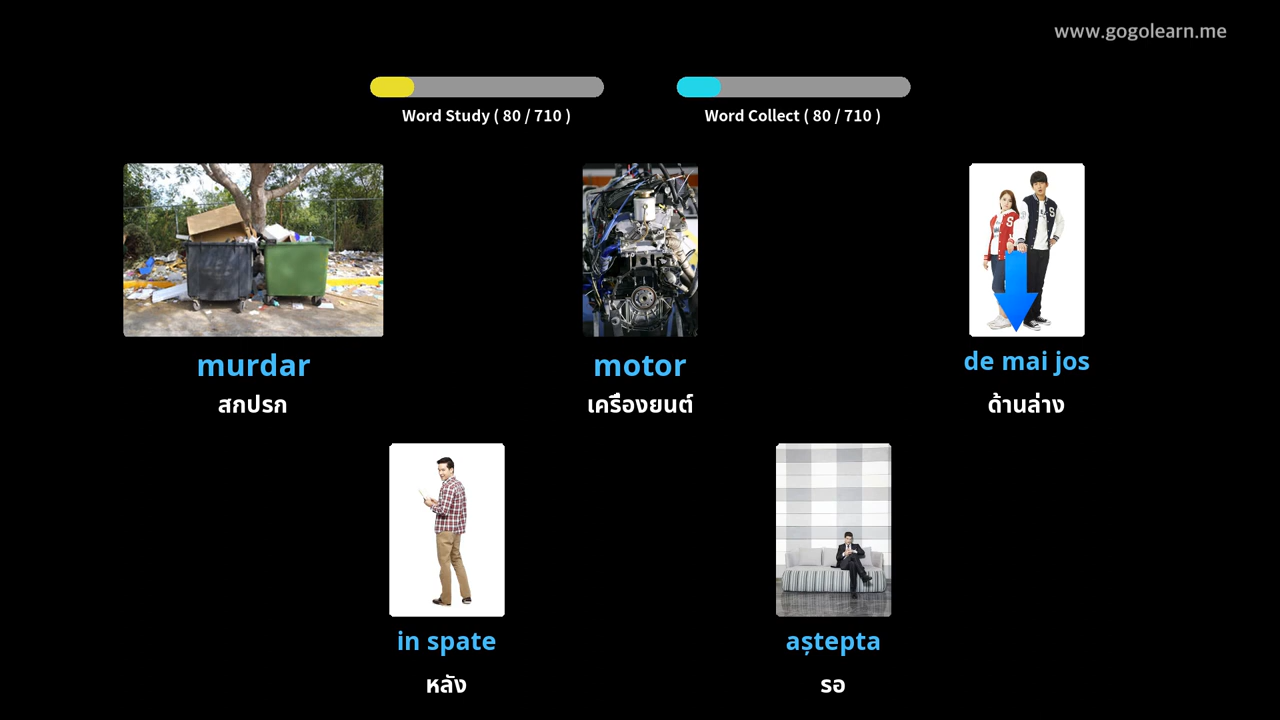 www.gogolearn.me
Word Study ( 80 / 710 )
Word Collect ( 80 / 710 )
murdar
สกปรก
motor
เครื่องยนต์
de mai jos
ด้านล่าง
in spate
หลัง
aștepta
รอ